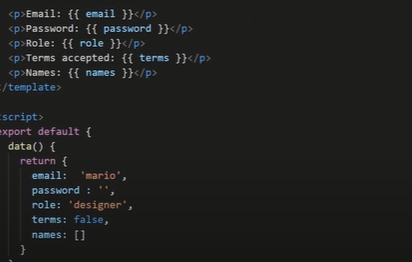 <p>Email: {{ email }}</p>
<p>Password: {{ password }}</p>
<p>Role: {{ role }}</p>
<p>Terms accepted: {{ terms }}</p>
<p>Names: {{ names }}</p>
/template>
script>
export default {
data() {
return {
email:  'mario',
password : '',
role: 'designer',
terms: false,
names: []
}